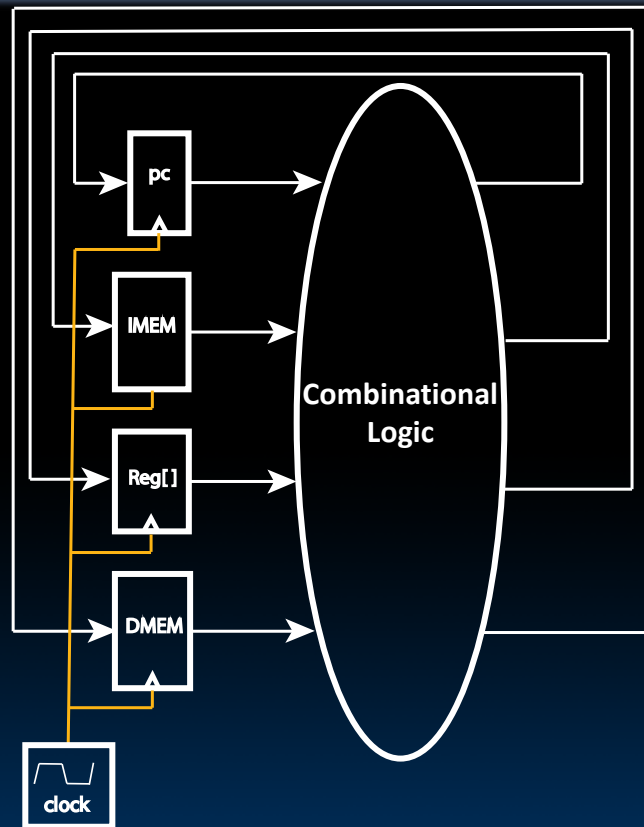 pc
IMEM
Combinational
Logic
Reg[ ]
DMEM
clock